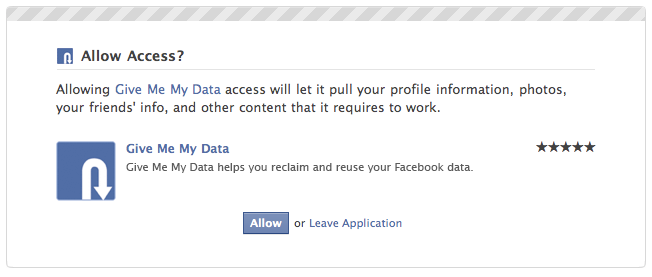 Allow Access?
Allowing Give Me My Data access will let it pull your profile information, photos,
your friends' info, and other content that it requires to work.
Give Me My Data
★★★★★
Give Me My Data helps you reclaim and reuse your Facebook data.
Allow or Leave Application